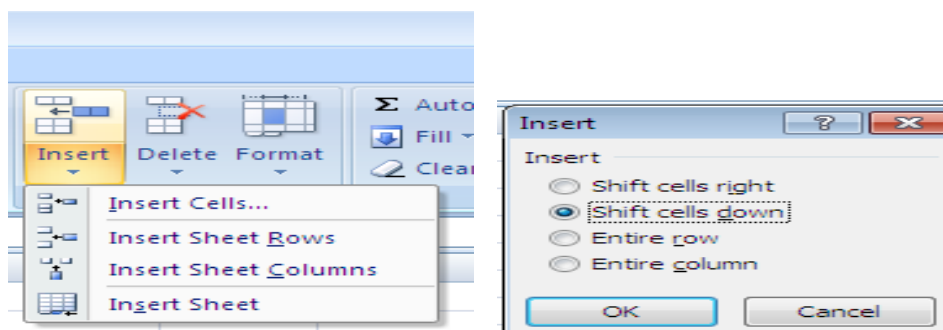 Σ Auto
Fill
Insert Delete Format
Clear
Insert Cells...
Insert Sheet Rows
Insert Sheet Columns
Insert Sheet
Insert
?
Insert
Shift cells right
Shift cells down
Entire row
Entire column
OK Cancel